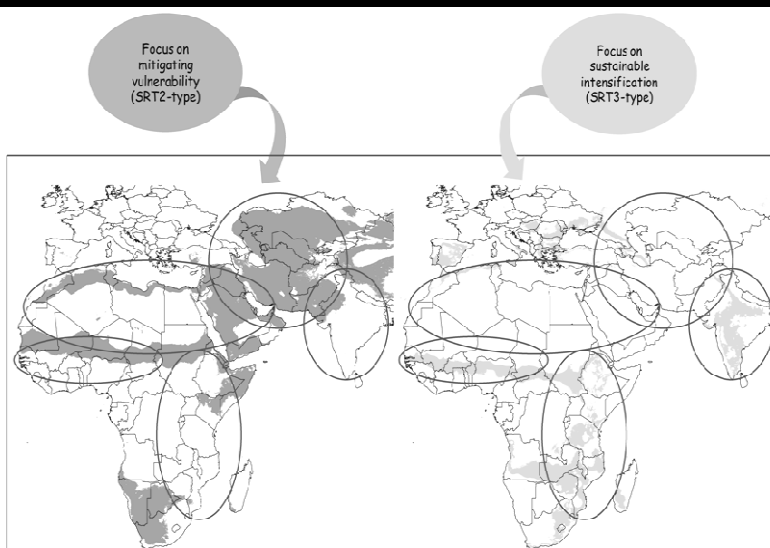 Focus on
mitigating
vulnerability
(SRT2-type)
Focus on
sustainable
intensification
(SRT3-type)